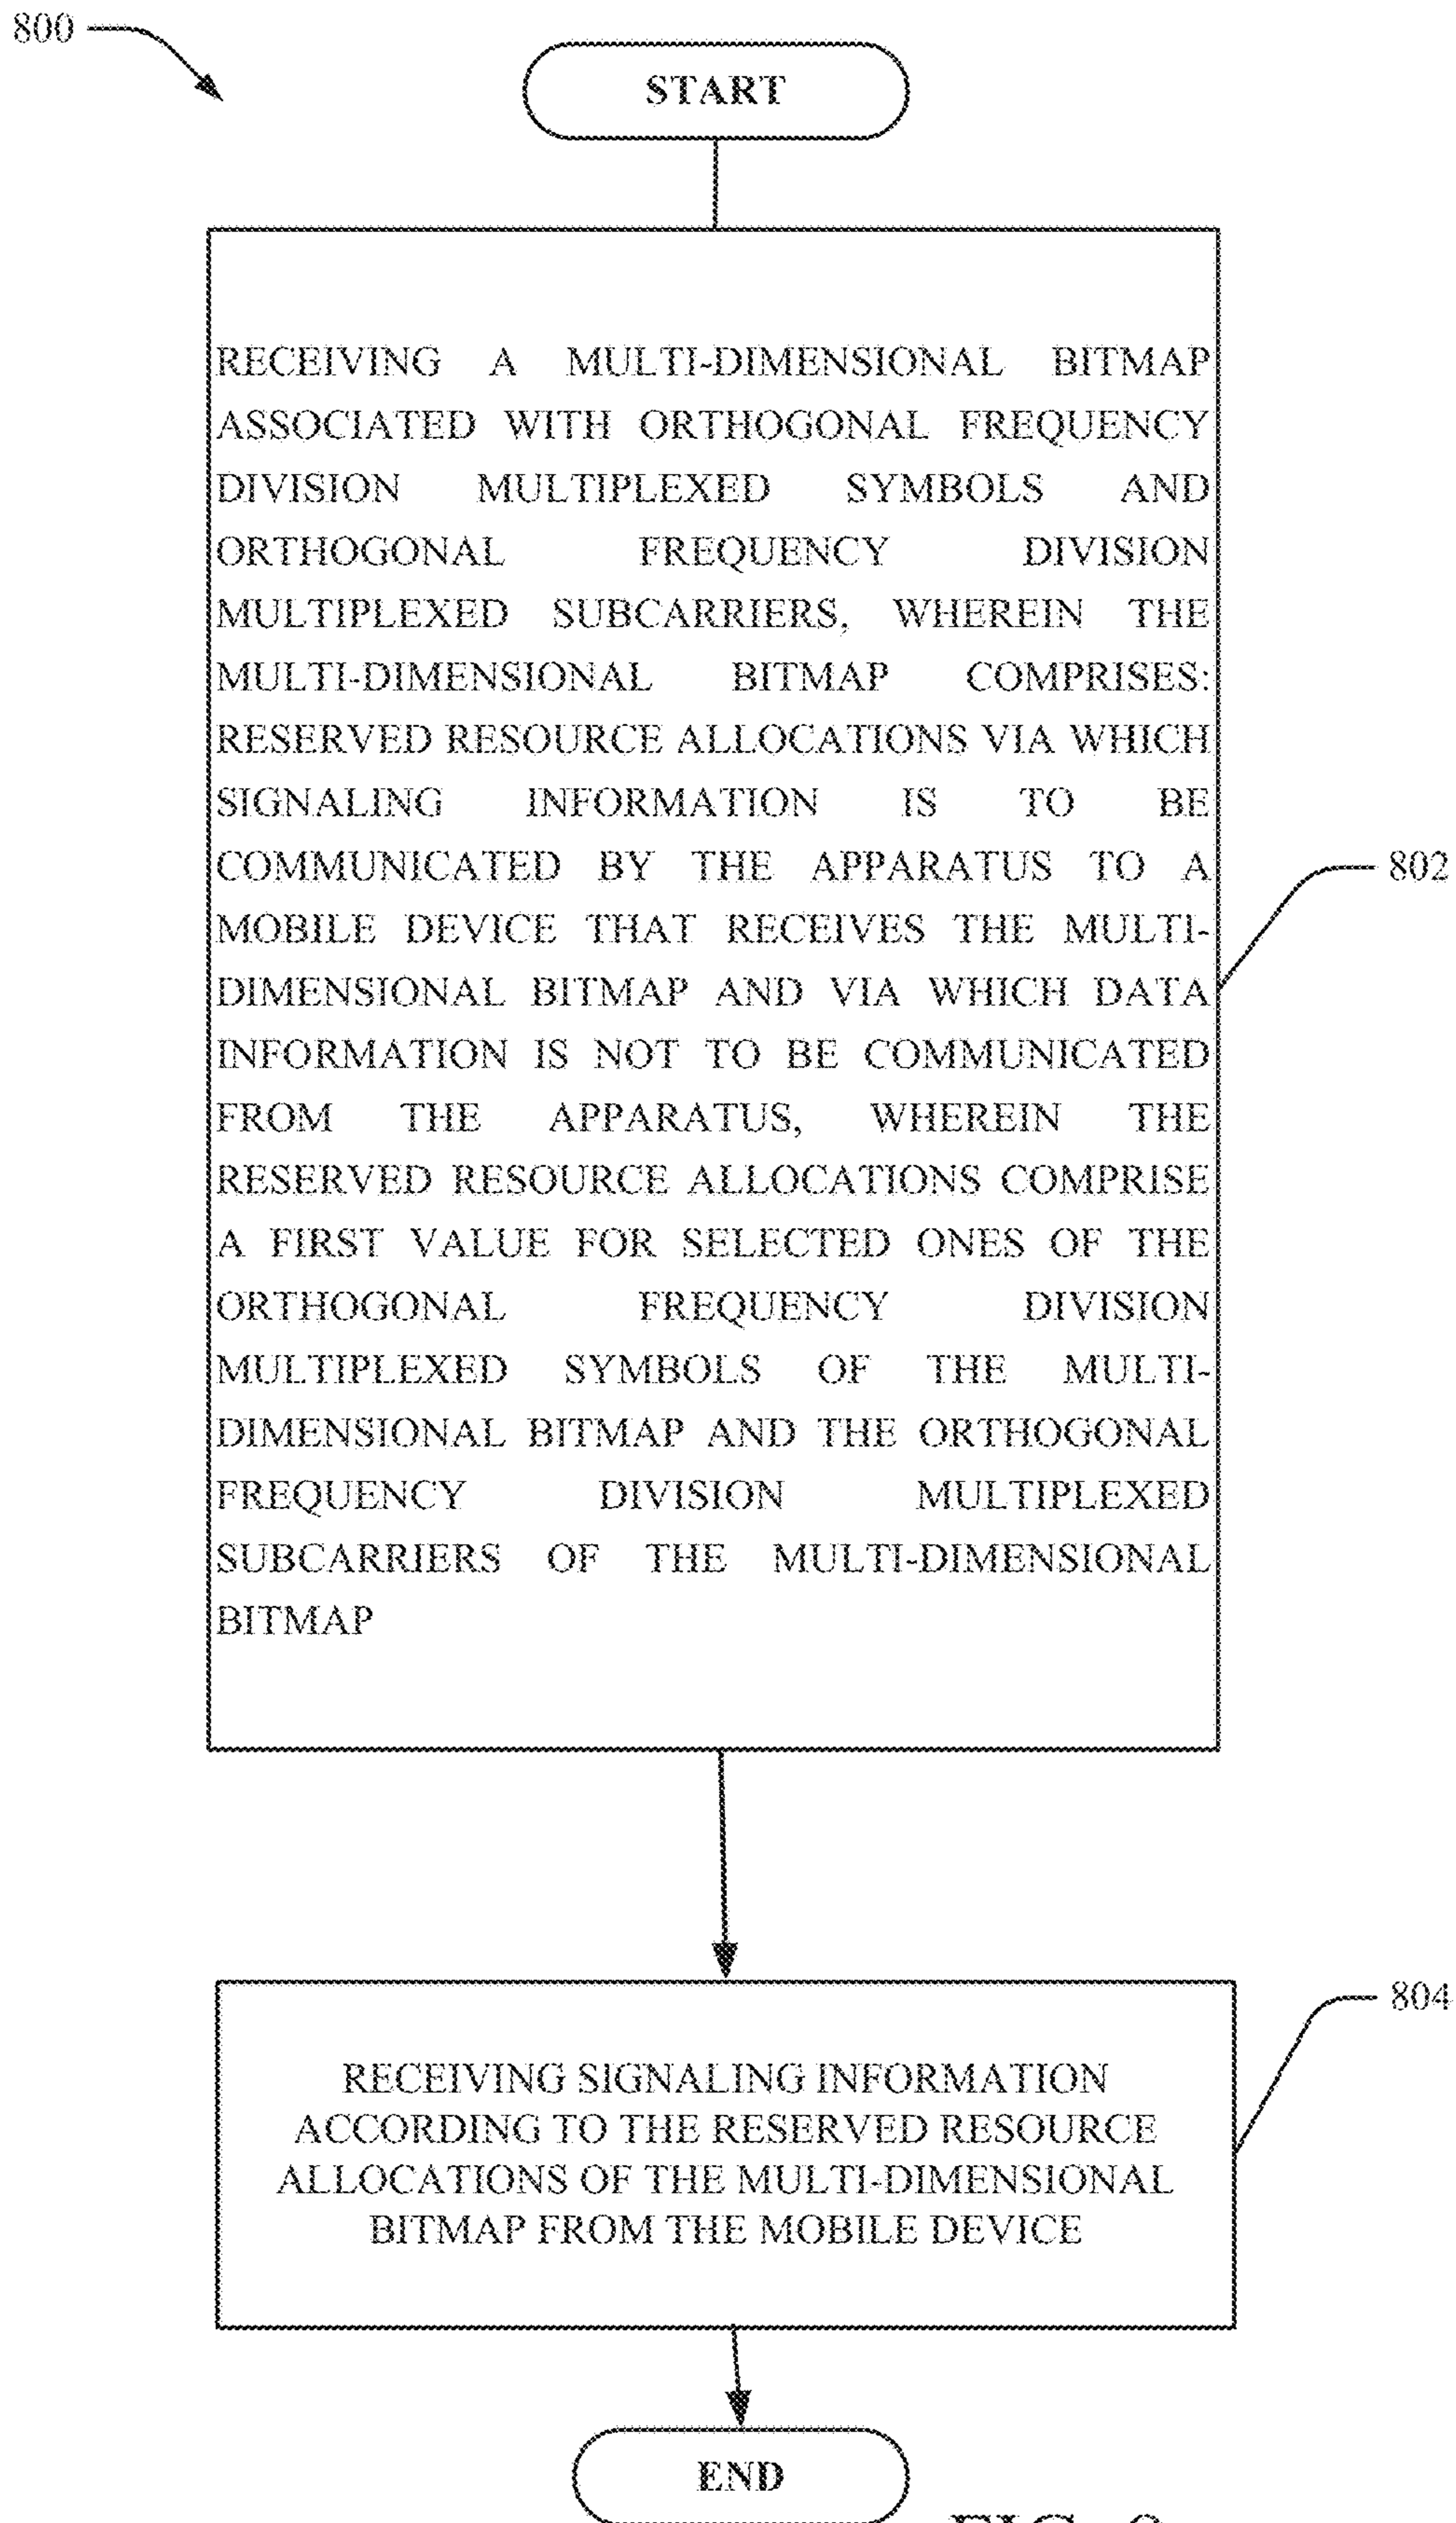 800
START
RECEIVING A MULTI-DIMENSIONAL BITMAP
ASSOCIATED WITH ORTHOGONAL FREQUENCY
DIVISION MULTIPLEXED SYMBOLS AND
ORTHOGONAL FREQUENCY DIVISION
MULTIPLEXED SUBCARRIERS, WHEREIN THE
MULTI-DIMENSIONAL BITMAP COMPRISES:
RESERVED RESOURCE ALLOCATIONS VIA WHICH
SIGNALING INFORMATION IS TO BE
COMMUNICATED BY THE APPARATUS TO A
MOBILE DEVICE THAT RECEIVES THE MULTI-
DIMENSIONAL BITMAP AND VIA WHICH DATA
INFORMATION IS NOT TO BE COMMUNICATED
FROM THE APPARATUS, WHEREIN THE
RESERVED RESOURCE ALLOCATIONS COMPRISE
A FIRST VALUE FOR SELECTED ONES OF THE
ORTHOGONAL FREQUENCY DIVISION
MULTIPLEXED SYMBOLS OF THE MULTI-
DIMENSIONAL BITMAP AND THE ORTHOGONAL
FREQUENCY DIVISION MULTIPLEXED
SUBCARRIERS OF THE MULTI-DIMENSIONAL
BITMAP
802
RECEIVING SIGNALING INFORMATION
ACCORDING TO THE RESERVED RESOURCE
ALLOCATIONS OF THE MULTI-DIMENSIONAL
BITMAP FROM THE MOBILE DEVICE
804
END